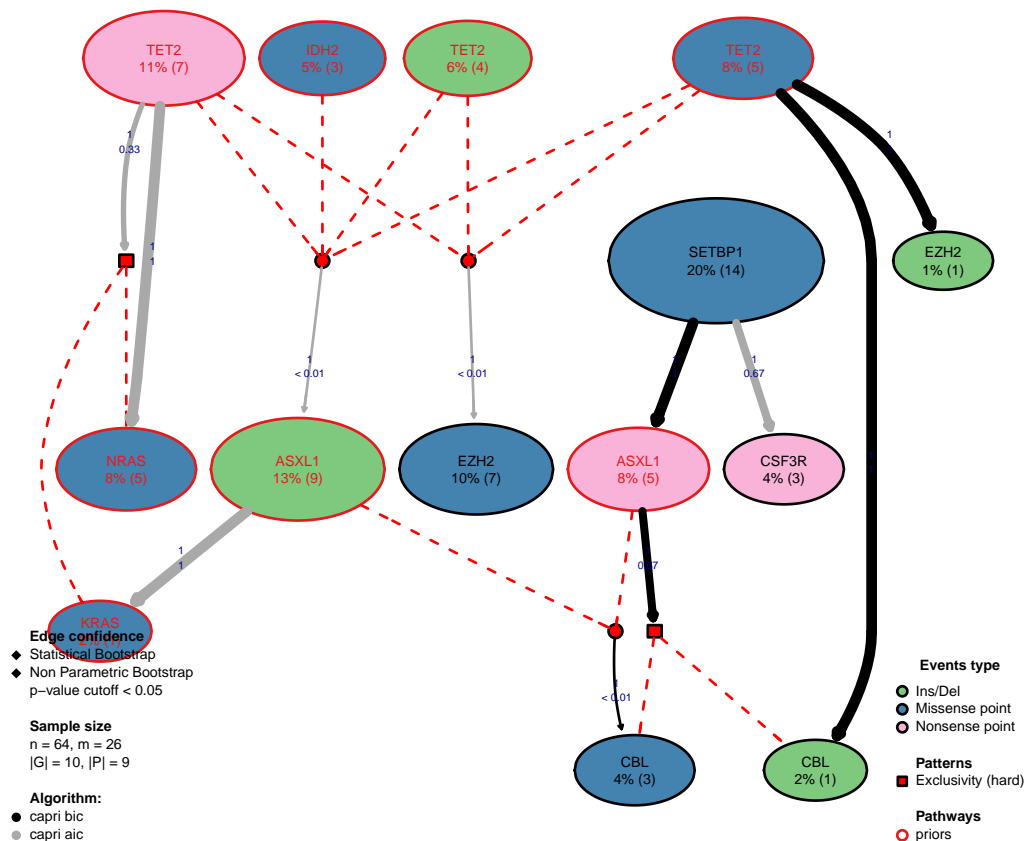 TET2
11% (7)
IDH2
5% (3)
TET2
6% (4)
TET2
8% (5)
1
0.33
1
1
1
SETBP1
20% (14)
EZH2
1% (1)
1
< 0.01
1
< 0.01
1
0.67
NRAS
8% (5)
ASXL1
13% (9)
EZH2
10% (7)
ASXL1
8% (5)
CSF3R
4% (3)
1
1
KRAS
Edge confidence
Statistical Bootstrap
Non Parametric Bootstrap
p−value cutoff < 0.05
Sample size
n = 64, m = 26
|G| = 10, |P| = 9
Algorithm:
capri bic
capri aic
< 0.01
CBL
4% (3)
CBL
2% (1)
Events type
Ins/Del
Missense point
Nonsense point
Patterns
Exclusivity (hard)
Pathways
priors